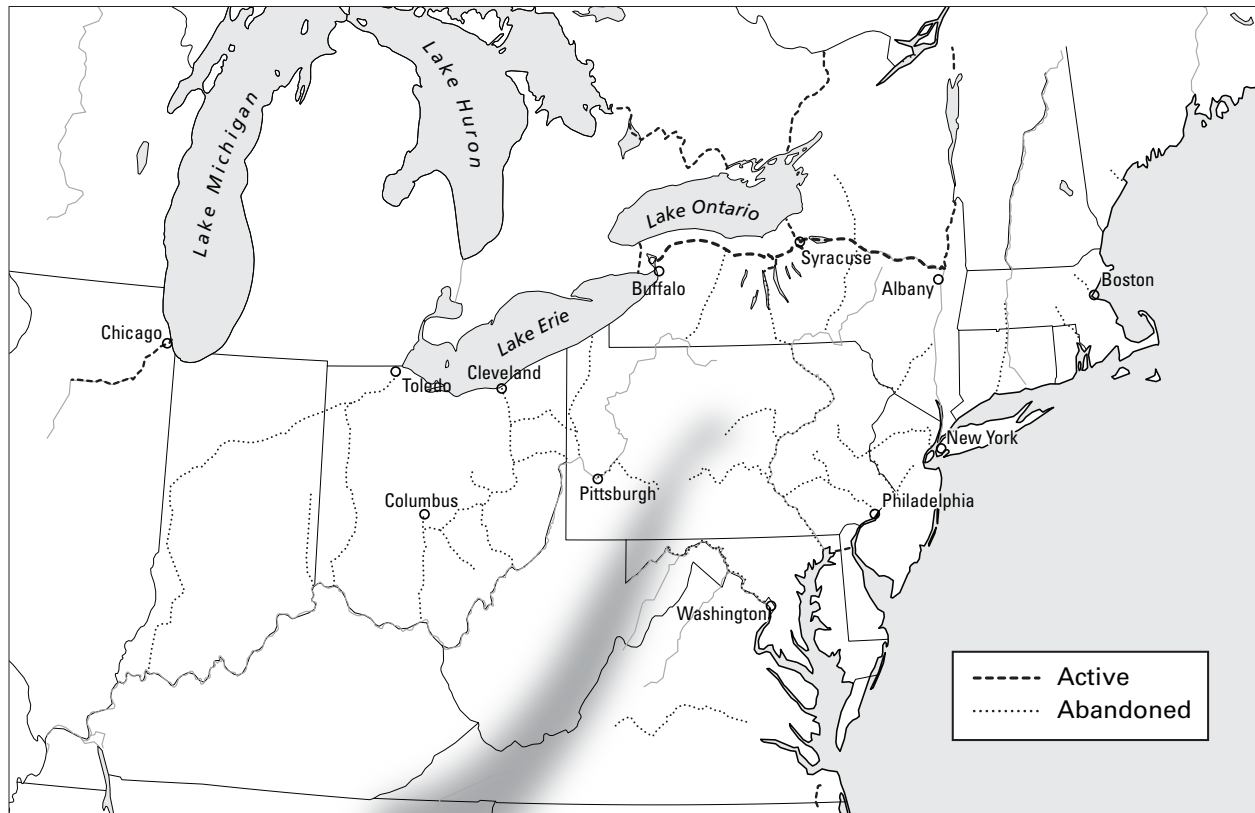 Lake Michigan
Lake Huron
Lake Ontario
Syracuse
Buffalo
Albany
Boston
Chicago
Lake Erie
Toledo
Cleveland
New York
Pittsburgh
Columbus
Philadelphia
Washington
Active
Abandoned